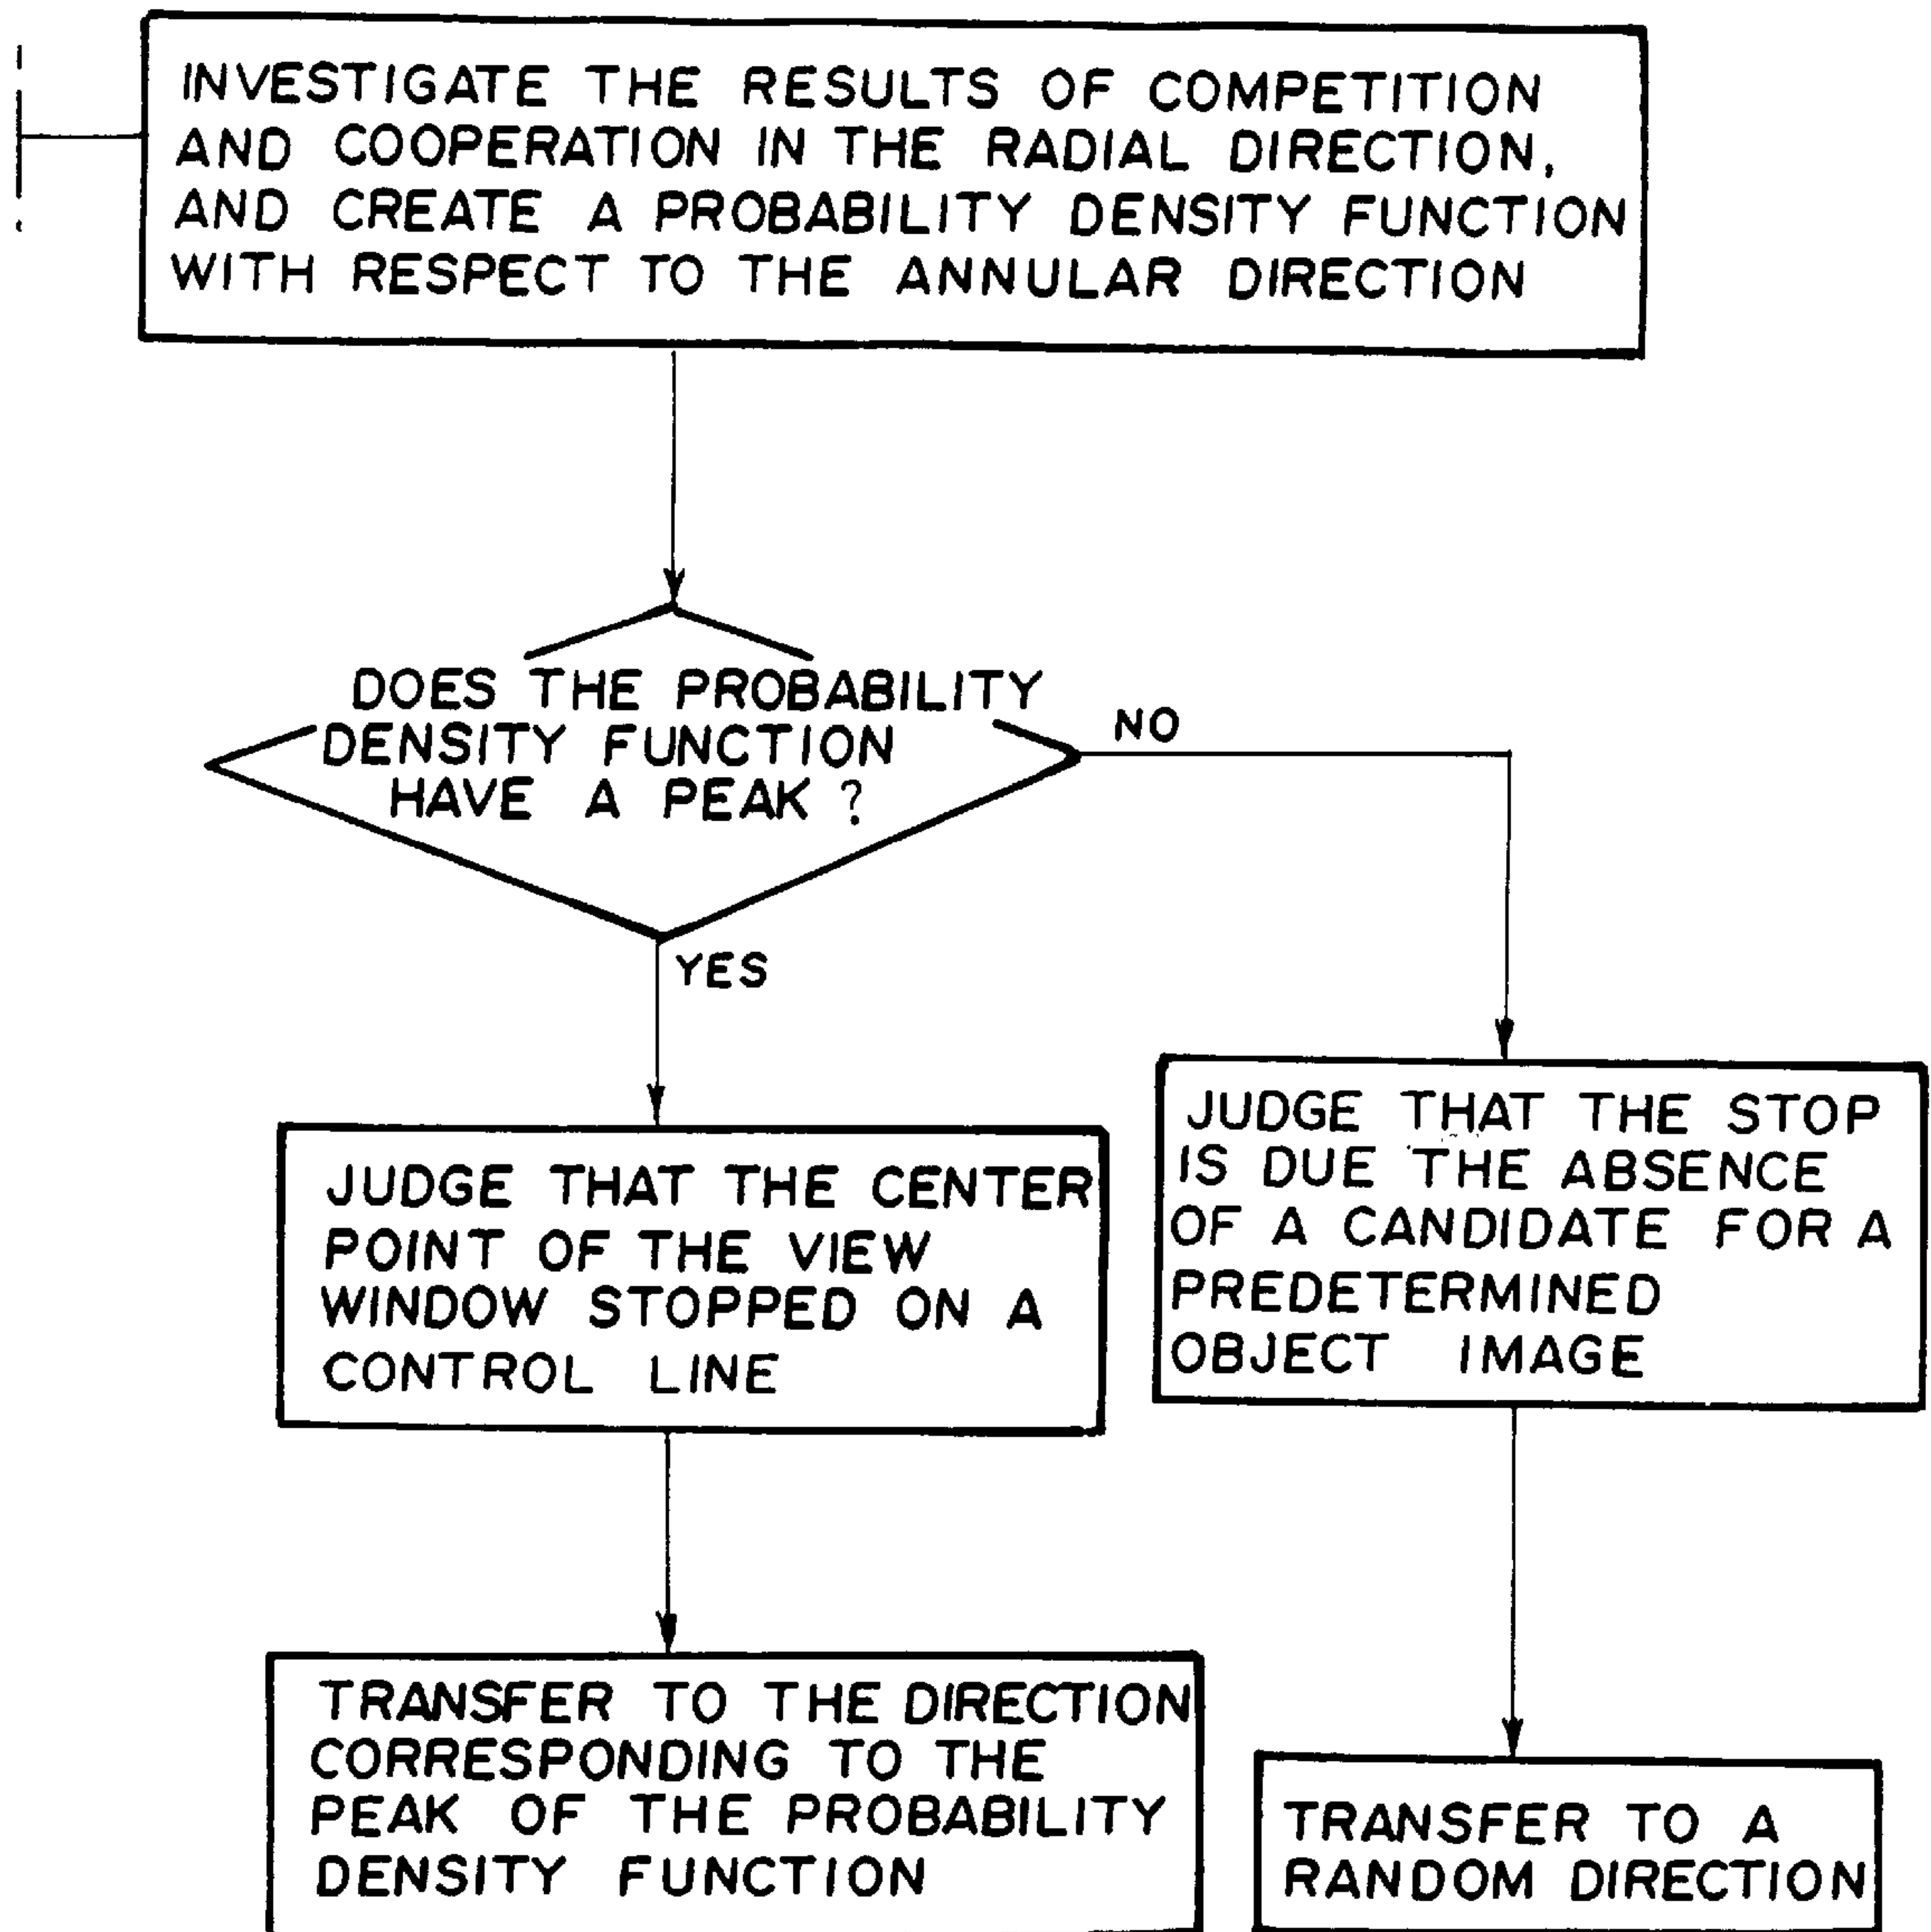 INVESTIGATE THE RESULTS OF COMPETITION
AND COOPERATION IN THE RADIAL DIRECTION,
AND CREATE A PROBABILITY DENSITY FUNCTION
WITH RESPECT TO THE ANNULAR DIRECTION
DOES THE PROBABILITY
DENSITY FUNCTION
HAVE A PEAK ?
NO
YES
JUDGE THAT THE CENTER
POINT OF THE VIEW
WINDOW STOPPED ON A
CONTROL LINE
JUDGE THAT THE STOP
IS DUE THE ABSENCE
OF A CANDIDATE FOR A
PREDETERMINED
OBJECT IMAGE
TRANSFER TO THE DIRECTION
CORRESPONDING TO THE
PEAK OF THE PROBABILITY
DENSITY FUNCTION
TRANSFER TO A
RANDOM DIRECTION